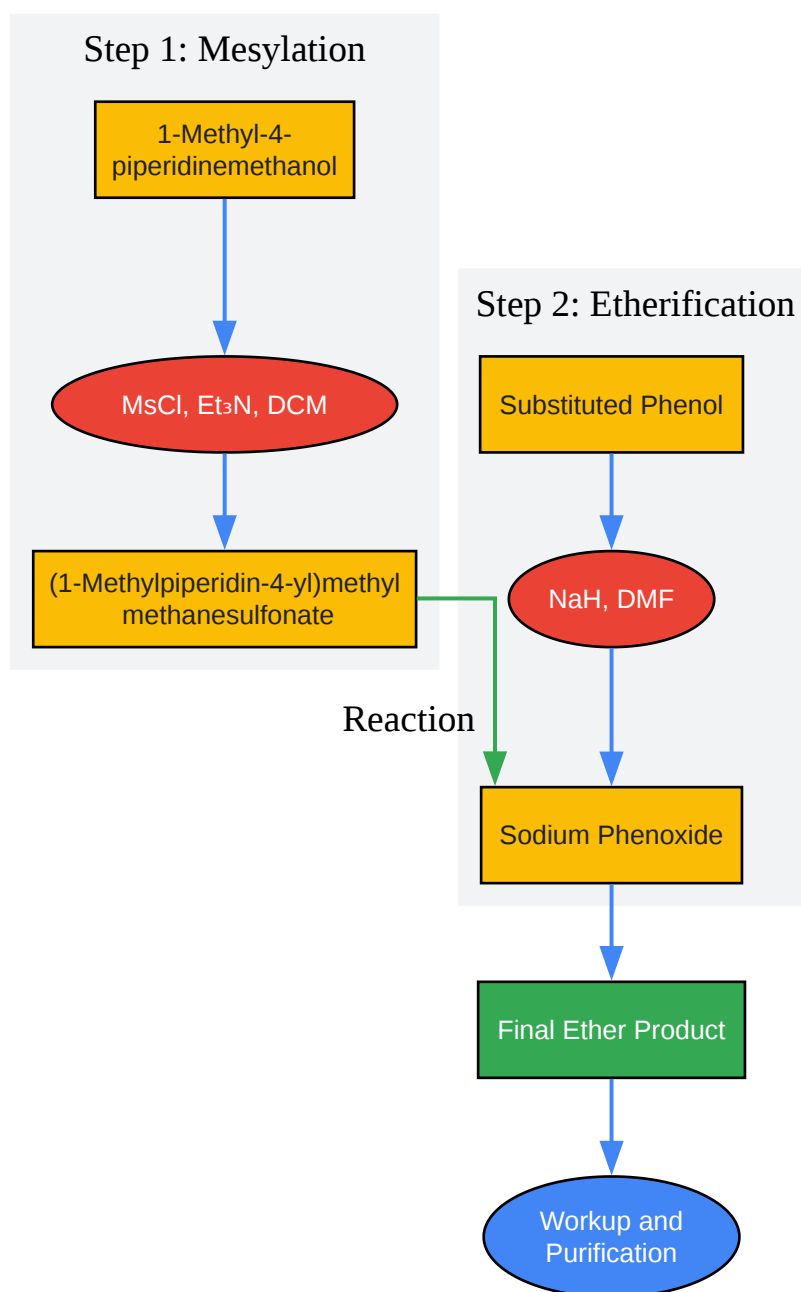 Step 1: Mesylation
1-Methyl-4-
piperidinemethanol
MsCl, Et₃N, DCM
(1-Methylpiperidin-4-yl)methyl
methanesulfonate
Step 2: Etherification
Substituted Phenol
NaH, DMF
Reaction
Sodium Phenoxide
Final Ether Product
Workup and
Purification